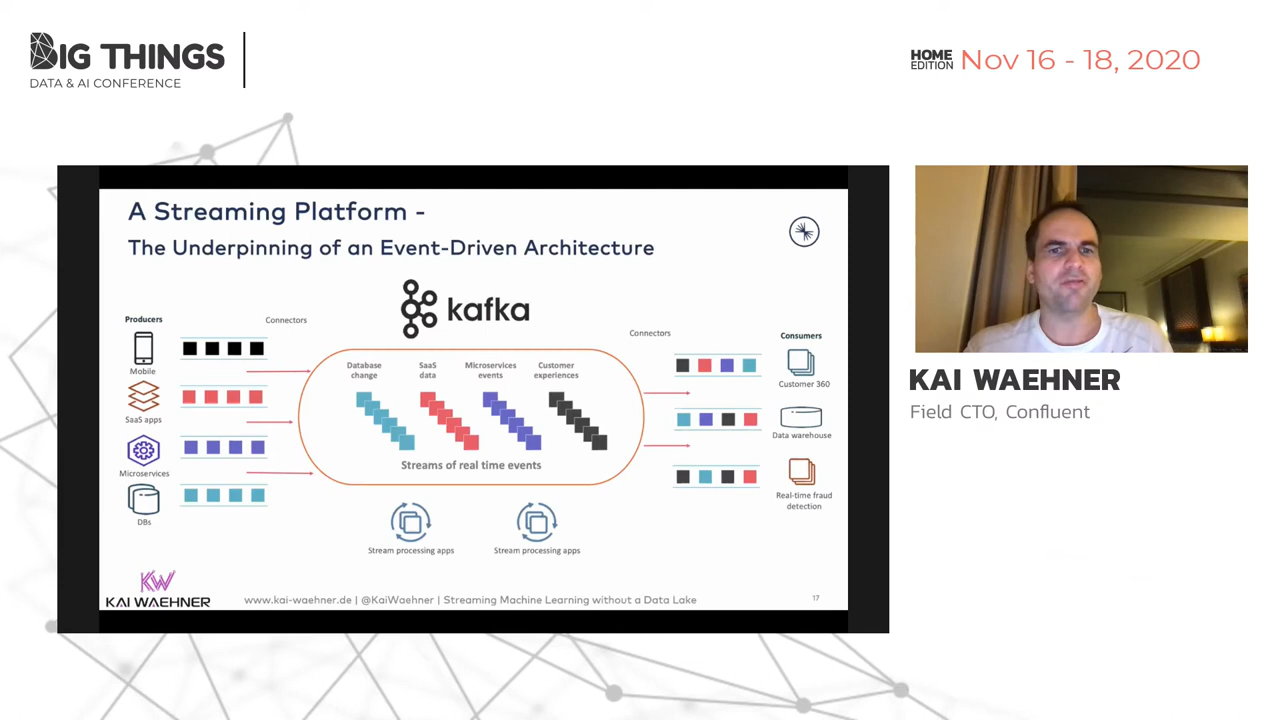 BIG THINGS
DATA & AI CONFERENCE
HOME
EDITION
Nov 16 - 18, 2020
A Streaming Platform -
The Underpinning of an Event-Driven Architecture
kafka
Producers
Connectors
Mobile
SaaS apps
Microservices
DBs
Database
change
SaaS
data
Microservices
events
Customer
experiences
Streams of real time events
Stream processing apps
Stream processing apps
Connectors
Consumers
Customer 360
Data warehouse
Real-time fraud
detection
KW
KAI WAEHNER
www.kai-waehner.de | @KaiWaehner | Streaming Machine Learning without a Data Lake
17
KAI WAEHNER
Field CTO, Confluent